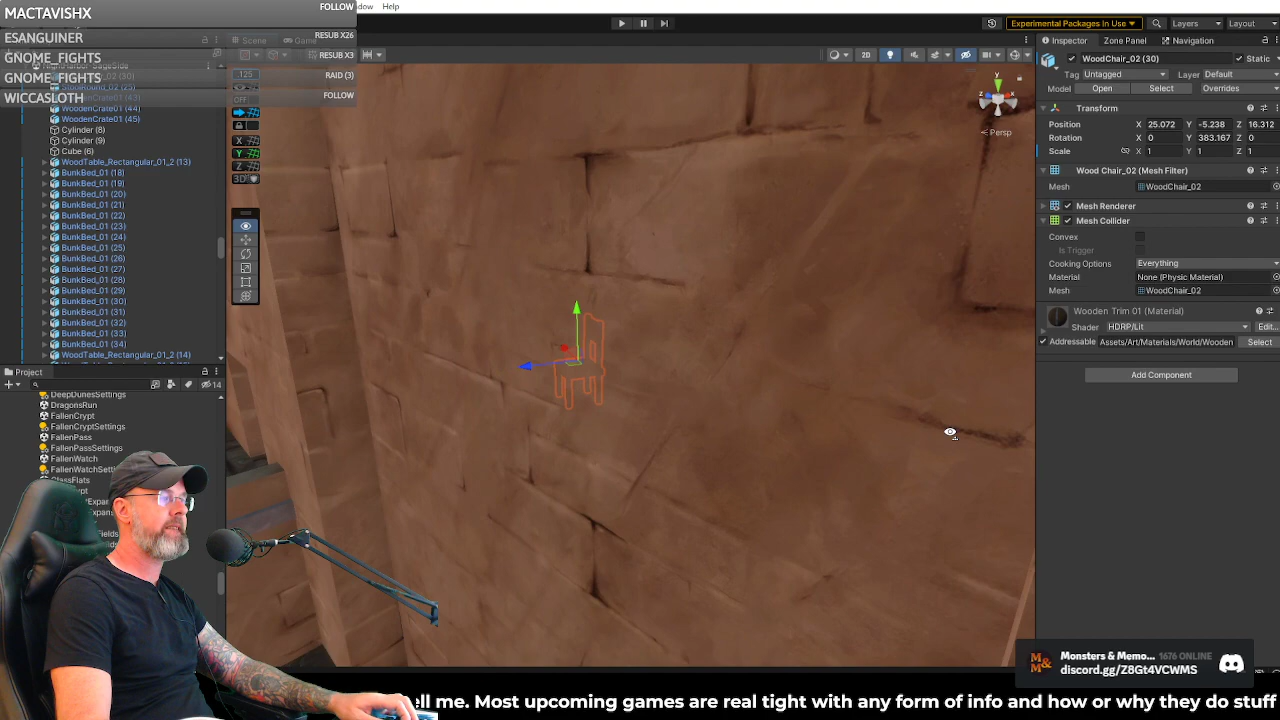 MACTAVISHX FOLLOW
ESANGUINER RESUB X26
GNOME_FIGHTS RESUB X3
GNOME_FIGHTS RAID (3)
WICCASLOTH FOLLOW
dow Help
Experimental Packages In Use
Layers
Layout
Scene
Game
2D
125
OFF
X
Y
Z
3D
y
z
x
Persp
WoodenCrate01 (44)
WoodenCrate01 (45)
Cylinder (8)
Cylinder (9)
Cube (6)
WoodTable_Rectangular_01_2 (13)
BunkBed_01 (18)
BunkBed_01 (19)
BunkBed_01 (20)
BunkBed_01 (21)
BunkBed_01 (22)
BunkBed_01 (23)
BunkBed_01 (24)
BunkBed_01 (25)
BunkBed_01 (26)
BunkBed_01 (27)
BunkBed_01 (28)
BunkBed_01 (29)
BunkBed_01 (30)
BunkBed_01 (31)
BunkBed_01 (32)
BunkBed_01 (33)
BunkBed_01 (34)
WoodTable_Rectangular_01_2 (14)
Project
14
DeepDunesSettings
DragonsRun
FallenCrypt
FallenCryptSettings
FallenPass
FallenPassSettings
FallenWatch
FallenWatchSetti
Inspector
Zone Panel
Navigation
WoodChair_02 (30)
Static
Tag Untagged Layer Default
Model Open Select Overrides
Transform
Position X 25.072 Y -5.238 Z 16.312
Rotation X 0 Y 383.167 Z 0
Scale X 1 Y 1 Z 1
Wood Chair_02 (Mesh Filter)
Mesh WoodChair_02
Mesh Renderer
Mesh Collider
Convex
Is Trigger
Cooking Options Everything
Material None (Physic Material)
Mesh WoodChair_02
Wooden Trim 01 (Material)
Shader HDRP/Lit Edit...
Addressable Assets/Art/Materials/World/Wooden Select
Add Component
Monsters & Memo... 1676 ONLINE
discord.gg/Z8Gt4VCWMS
ell me. Most upcoming games are real tight with any form of info and how or why they do stuff